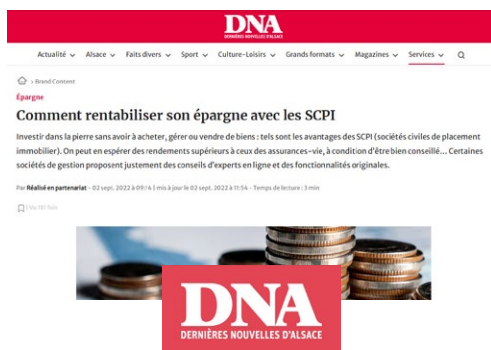 DNA
DERNIÈRES NOUVELLES D'ALSACE
Actualité Alsace Faits divers Sport Culture-Loisirs Grands formats Magazines Services
> Brand Content
Épargne
Comment rentabiliser son épargne avec les SCPI
Investir dans la pierre sans avoir à acheter, gérer ou vendre de biens : tels sont les avantages des SCPI (sociétés civiles de placement
immobilier). On peut en espérer des rendements supérieurs à ceux des assurances-vie, à condition d'être bien conseillé... Certaines
sociétés de gestion proposent justement des conseils d'experts en ligne et des fonctionnalités originales.
Par Réalisé en partenariat - 02 sept. 2022 à 09:14 | mis à jour le 02 sept. 2022 à 11:54 - Temps de lecture : 3 min
DNA
DERNIÈRES NOUVELLES D'ALSACE